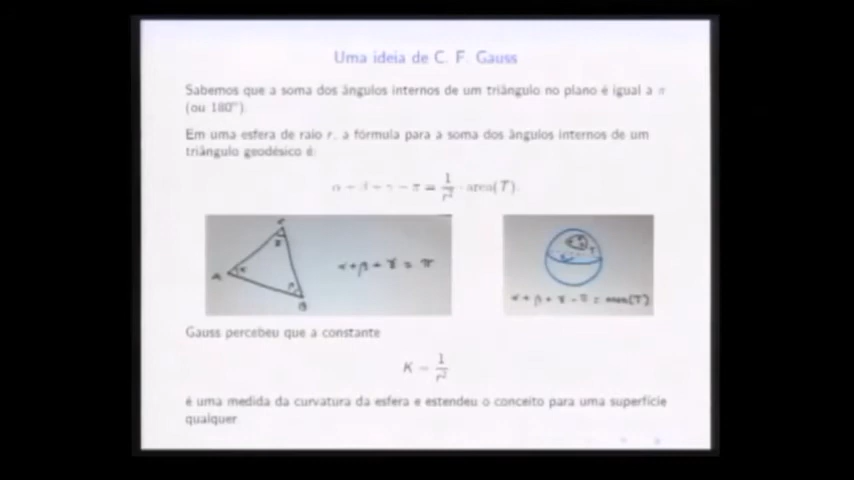 Uma ideia de C. F. Gauss
Sabemos que a soma dos ângulos internos de um triângulo no plano é igual a π
(ou 180°).
Em uma esfera de raio r, a fórmula para a soma dos ângulos internos de um
triângulo geodésico é:
α + β + γ − π = 1/r² · area(T).
C
γ
A α
β
B
α + β + γ = π
T
α + β + γ − π = area(T)
Gauss percebeu que a constante
K = 1/r²
é uma medida da curvatura da esfera e estendeu o conceito para uma superfície
qualquer